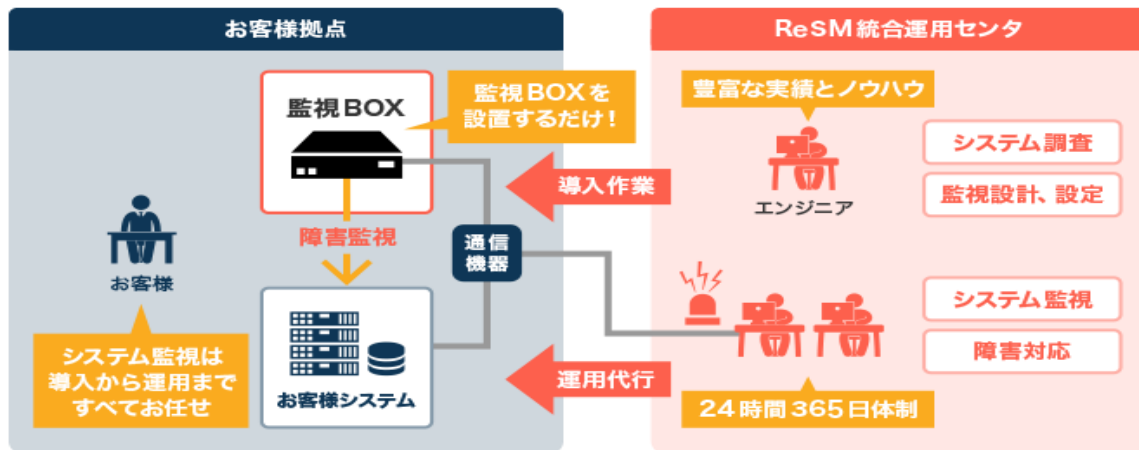 お客様拠点
監視BOX
監視BOXを
設置するだけ!
障害監視
通信
機器
お客様
システム監視は
導入から運用まで
すべてお任せ
お客様システム
導入作業
運用代行
ReSM統合運用センタ
豊富な実績とノウハウ
エンジニア
システム調査
監視設計、設定
システム監視
障害対応
24時間365日体制